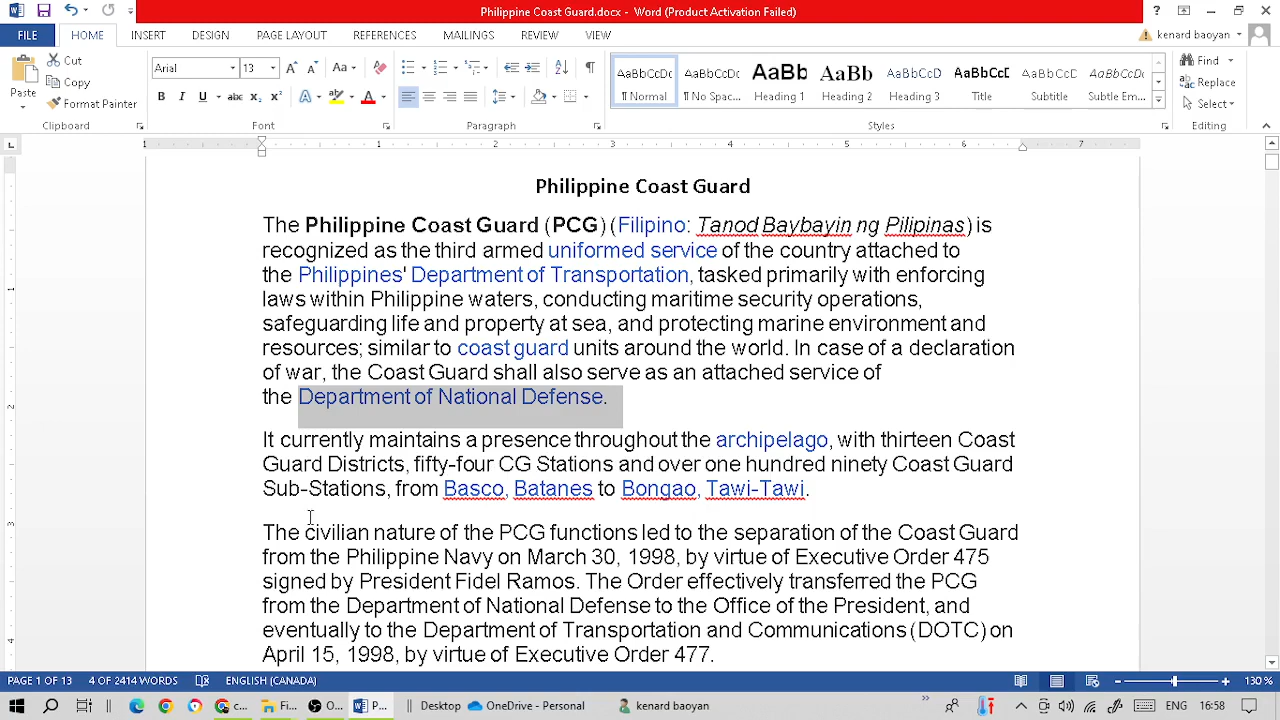 Philippine Coast Guard.docx - Word (Product Activation Failed)
FILE HOME INSERT DESIGN PAGE LAYOUT REFERENCES MAILINGS REVIEW VIEW kenard baoyan
Cut
Copy
Format Painter
Paste
Arial 13
AaBbCcDc AaBbCcDc AaBb AaBb AaBbCcD AaBbCcC AaBbCcDc AaBbCcDc
¶ Normal ¶ No Spac... Heading 1 Heading 2 Heading 3 Title Subtitle Subtle Em...
Find
Replace
Select
Clipboard Font Paragraph Styles Editing
Philippine Coast Guard
The Philippine Coast Guard (PCG) (Filipino: Tanod Baybayin ng Pilipinas) is
recognized as the third armed uniformed service of the country attached to
the Philippines' Department of Transportation, tasked primarily with enforcing
laws within Philippine waters, conducting maritime security operations,
safeguarding life and property at sea, and protecting marine environment and
resources; similar to coast guard units around the world. In case of a declaration
of war, the Coast Guard shall also serve as an attached service of
the Department of National Defense.
It currently maintains a presence throughout the archipelago, with thirteen Coast
Guard Districts, fifty-four CG Stations and over one hundred ninety Coast Guard
Sub-Stations, from Basco, Batanes to Bongao, Tawi-Tawi.
The civilian nature of the PCG functions led to the separation of the Coast Guard
from the Philippine Navy on March 30, 1998, by virtue of Executive Order 475
signed by President Fidel Ramos. The Order effectively transferred the PCG
from the Department of National Defense to the Office of the President, and
eventually to the Department of Transportation and Communications (DOTC) on
April 15, 1998, by virtue of Executive Order 477.
PAGE 1 OF 13 4 OF 2414 WORDS ENGLISH (CANADA) 130 %
c... Fi... O... P... Desktop OneDrive - Personal kenard baoyan ENG 16:58